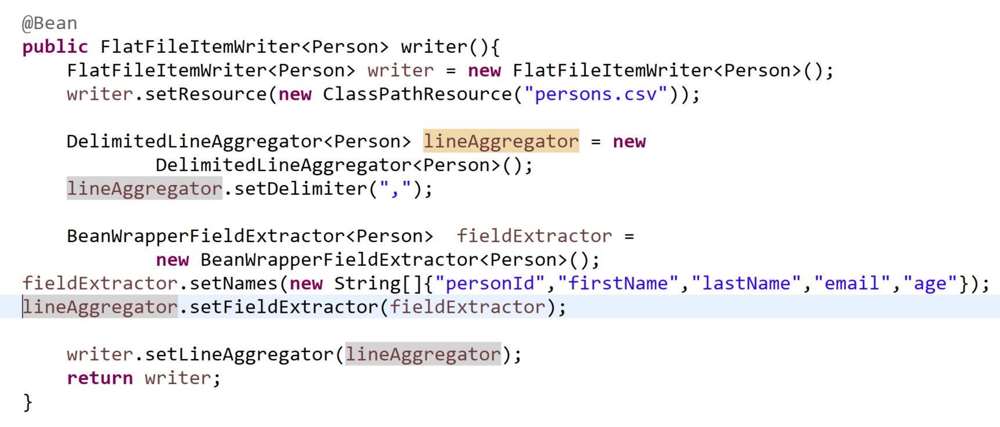 @Bean
public FlatFileItemWriter<Person> writer(){
    FlatFileItemWriter<Person> writer = new FlatFileItemWriter<Person>();
    writer.setResource(new ClassPathResource("persons.csv"));

    DelimitedLineAggregator<Person> lineAggregator = new
            DelimitedLineAggregator<Person>();
    lineAggregator.setDelimiter(",");

    BeanWrapperFieldExtractor<Person>  fieldExtractor =
            new BeanWrapperFieldExtractor<Person>();
fieldExtractor.setNames(new String[]{"personId","firstName","lastName","email","age"});
lineAggregator.setFieldExtractor(fieldExtractor);

    writer.setLineAggregator(lineAggregator);
    return writer;
}